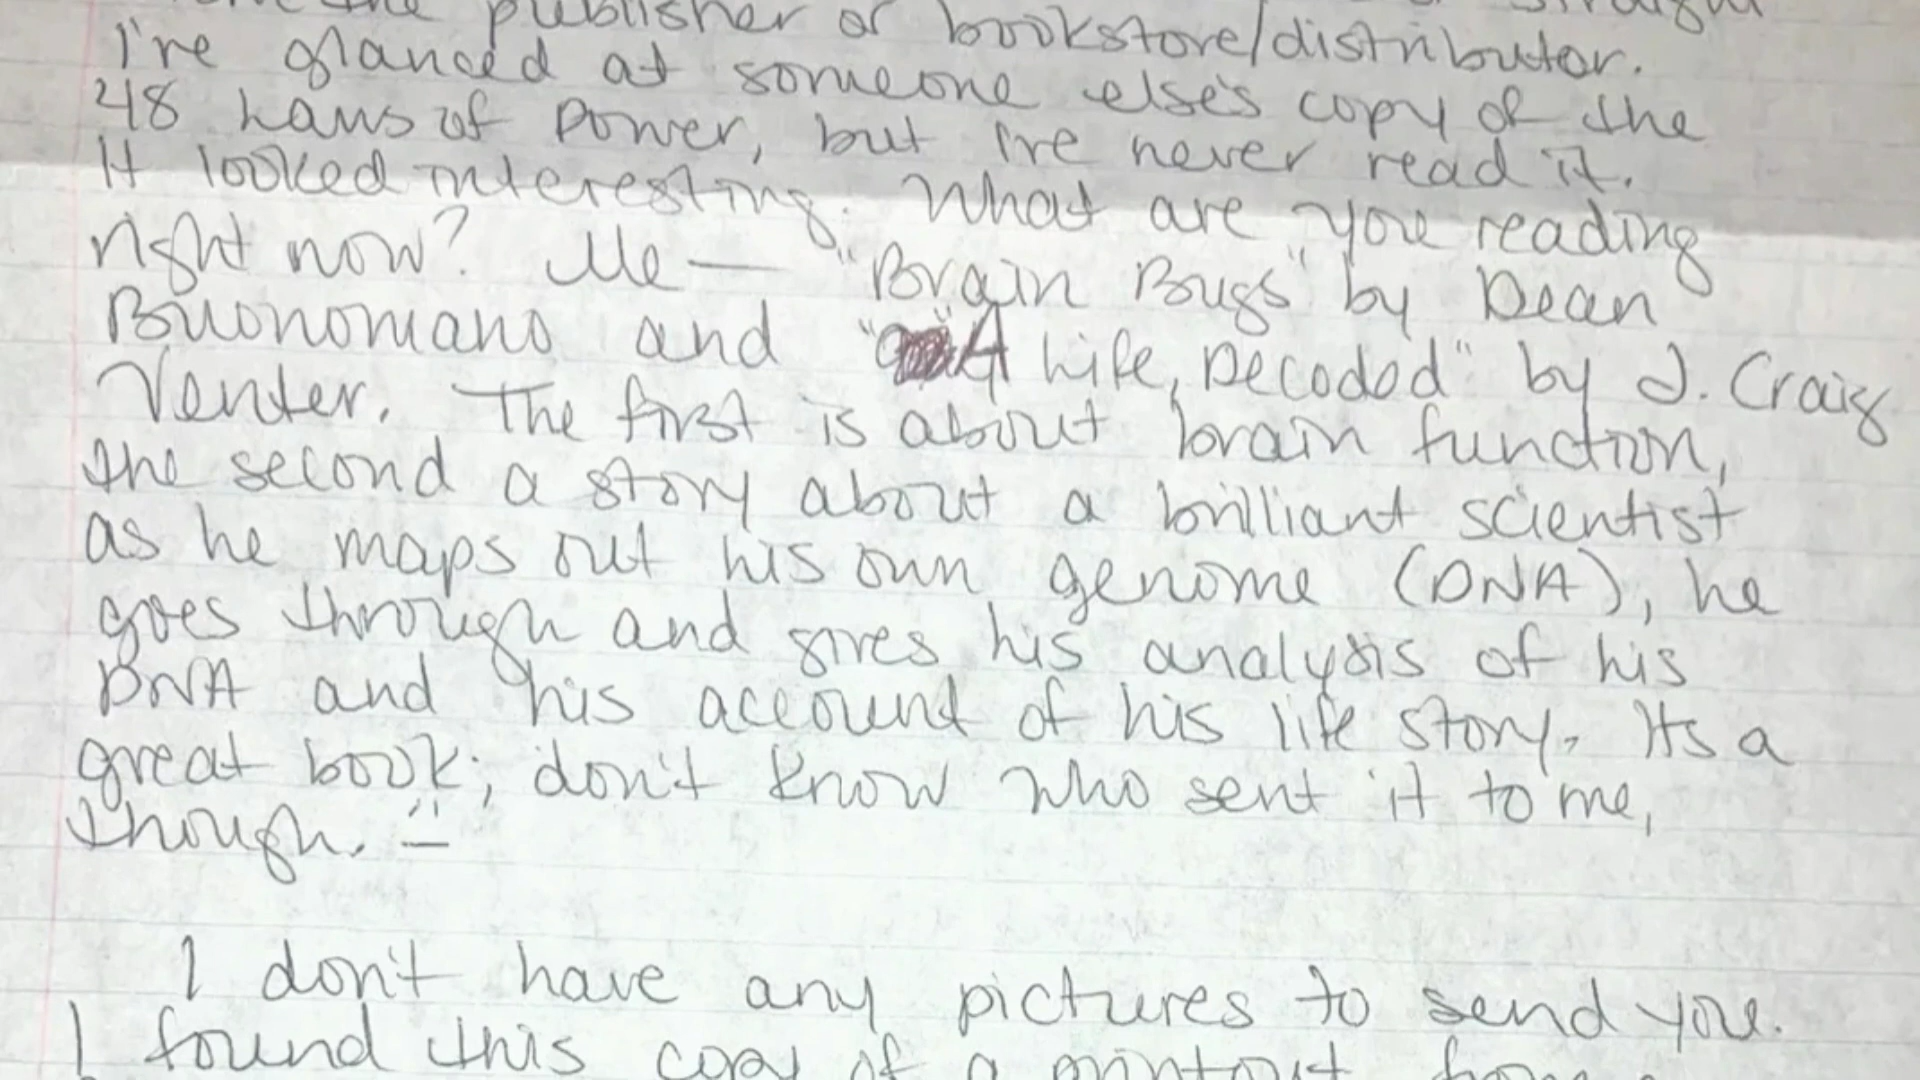 the publisher or bookstore/distributor.
I've glanced at someone else's copy of the
48 Laws of Power, but I've never read it.
It looked interesting. What are you reading
right now? Me — "Brain Bugs" by Dean
Buonomano and "A Life, Decoded" by J. Craig
Venter. The first is about brain function,
the second a story about a brilliant scientist
as he maps out his own genome (DNA), he
goes through and gives his analysis of his
DNA and his account of his life story. Its a
great book; don't know who sent it to me,
though.
I don't have any pictures to send you.
I found this copy of a printout from